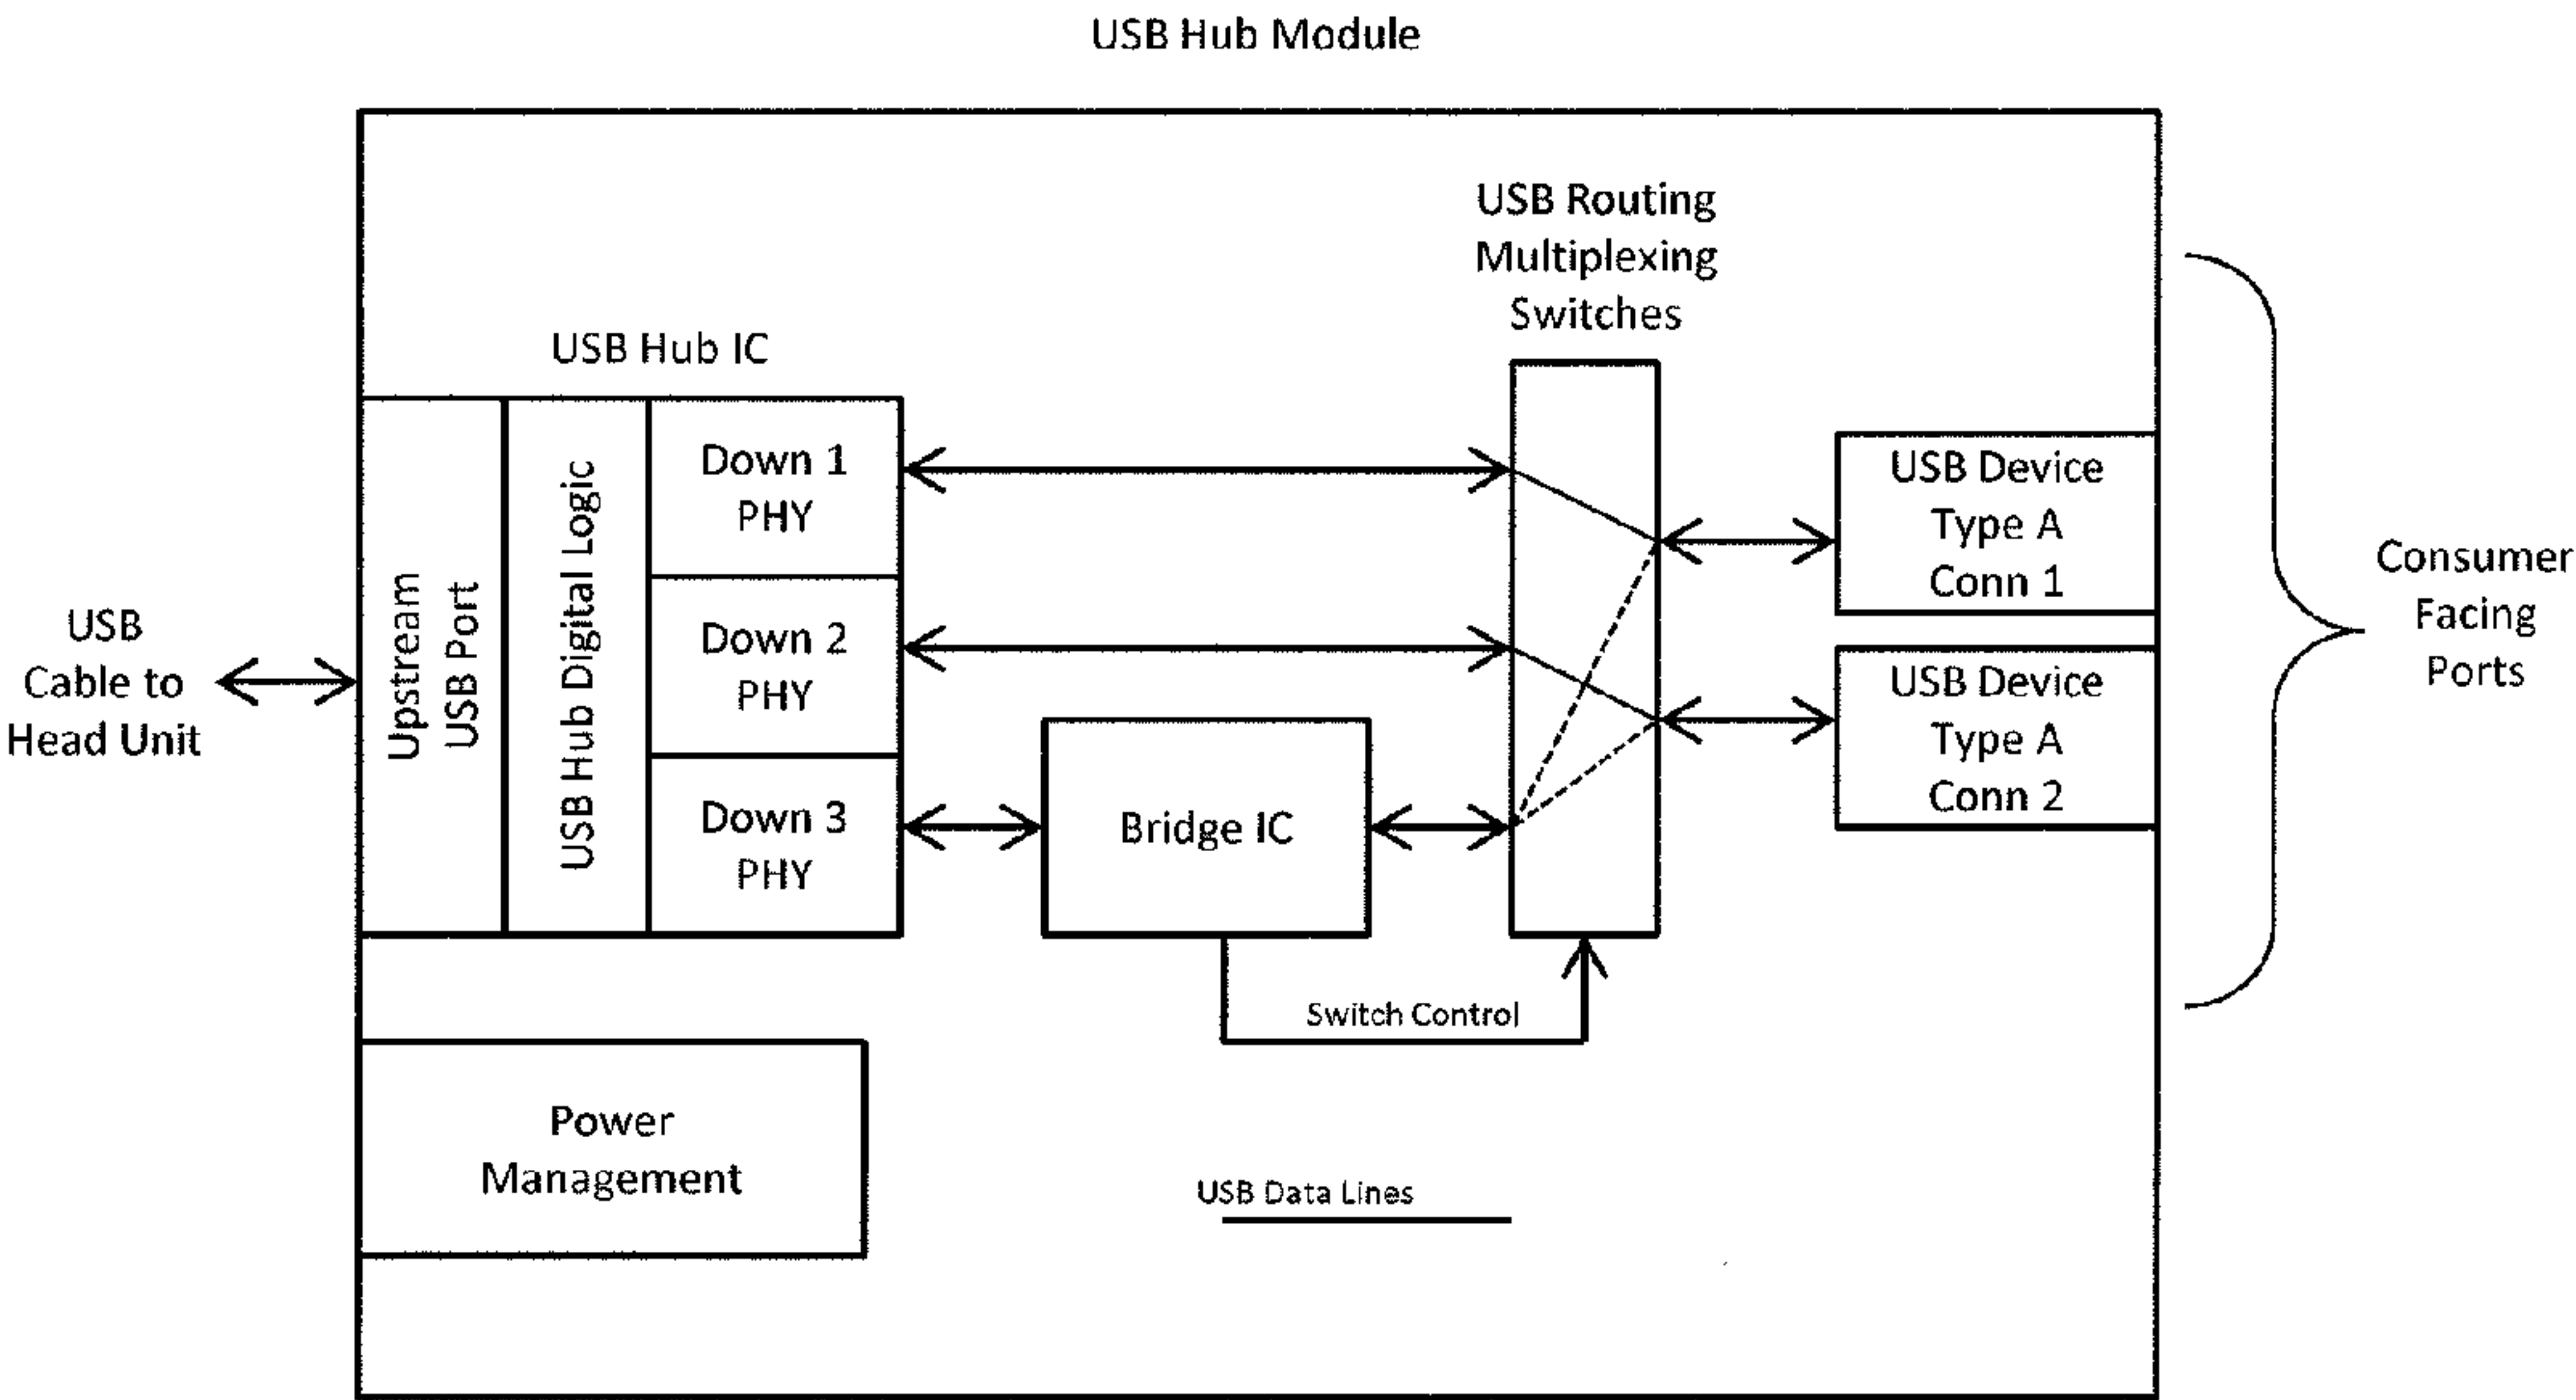 USB Hub Module
USB Routing
Multiplexing
Switches
USB Hub IC
Upstream
USB Port
USB Hub Digital Logic
Down 1
PHY
Down 2
PHY
Down 3
PHY
Bridge IC
Switch Control
USB Device
Type A
Conn 1
USB Device
Type A
Conn 2
Consumer
Facing
Ports
USB
Cable to
Head Unit
Power
Management
USB Data Lines